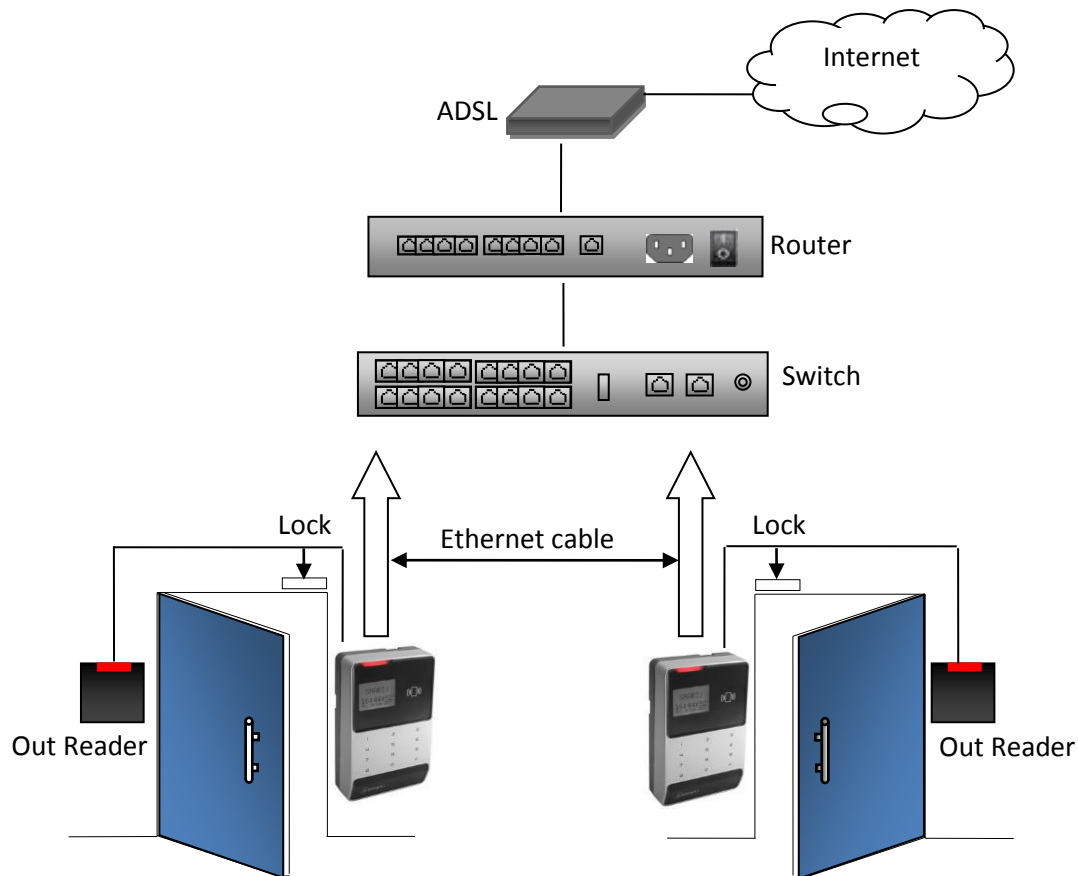 Internet
ADSL
Router
Switch
Lock
Lock
Ethernet cable
Out Reader
Out Reader